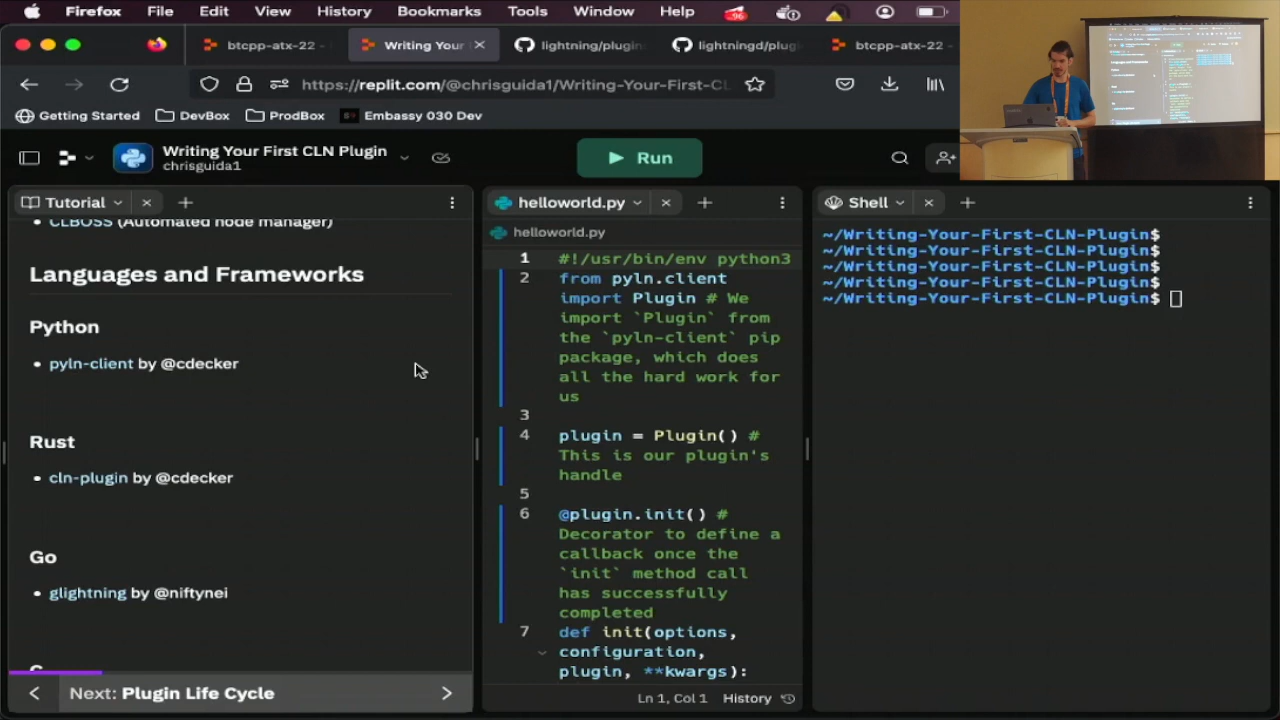 Firefox File Edit View History Bookmarks Tools Window Help 96
btcpp-atx-22 - Writing Your lightning/plugin lightningd/plug btcpp-atx-22 -
https://replit.com/@chrisguida1/Writing-Your-First-CL
Getting Started DevBox ProdBox Embassy 030 Dev
Writing Your First CLN Plugin
chrisguida1
Run
Tutorial
CLBOSS (Automated node manager)
Languages and Frameworks
Python
• pyln-client by @cdecker
Rust
• cln-plugin by @cdecker
Go
• glightning by @niftynei
Next: Plugin Life Cycle
helloworld.py
helloworld.py
1 #!/usr/bin/env python3
2 from pyln.client
import Plugin # We
import `Plugin` from
the `pyln-client` pip
package, which does
all the hard work for
us
3
4 plugin = Plugin() #
This is our plugin's
handle
5
6 @plugin.init() #
Decorator to define a
callback once the
`init` method call
has successfully
completed
7 def init(options,
configuration,
plugin, **kwargs):
Ln 1, Col 1 History
Shell
~/Writing-Your-First-CLN-Plugin$
~/Writing-Your-First-CLN-Plugin$
~/Writing-Your-First-CLN-Plugin$
~/Writing-Your-First-CLN-Plugin$
~/Writing-Your-First-CLN-Plugin$